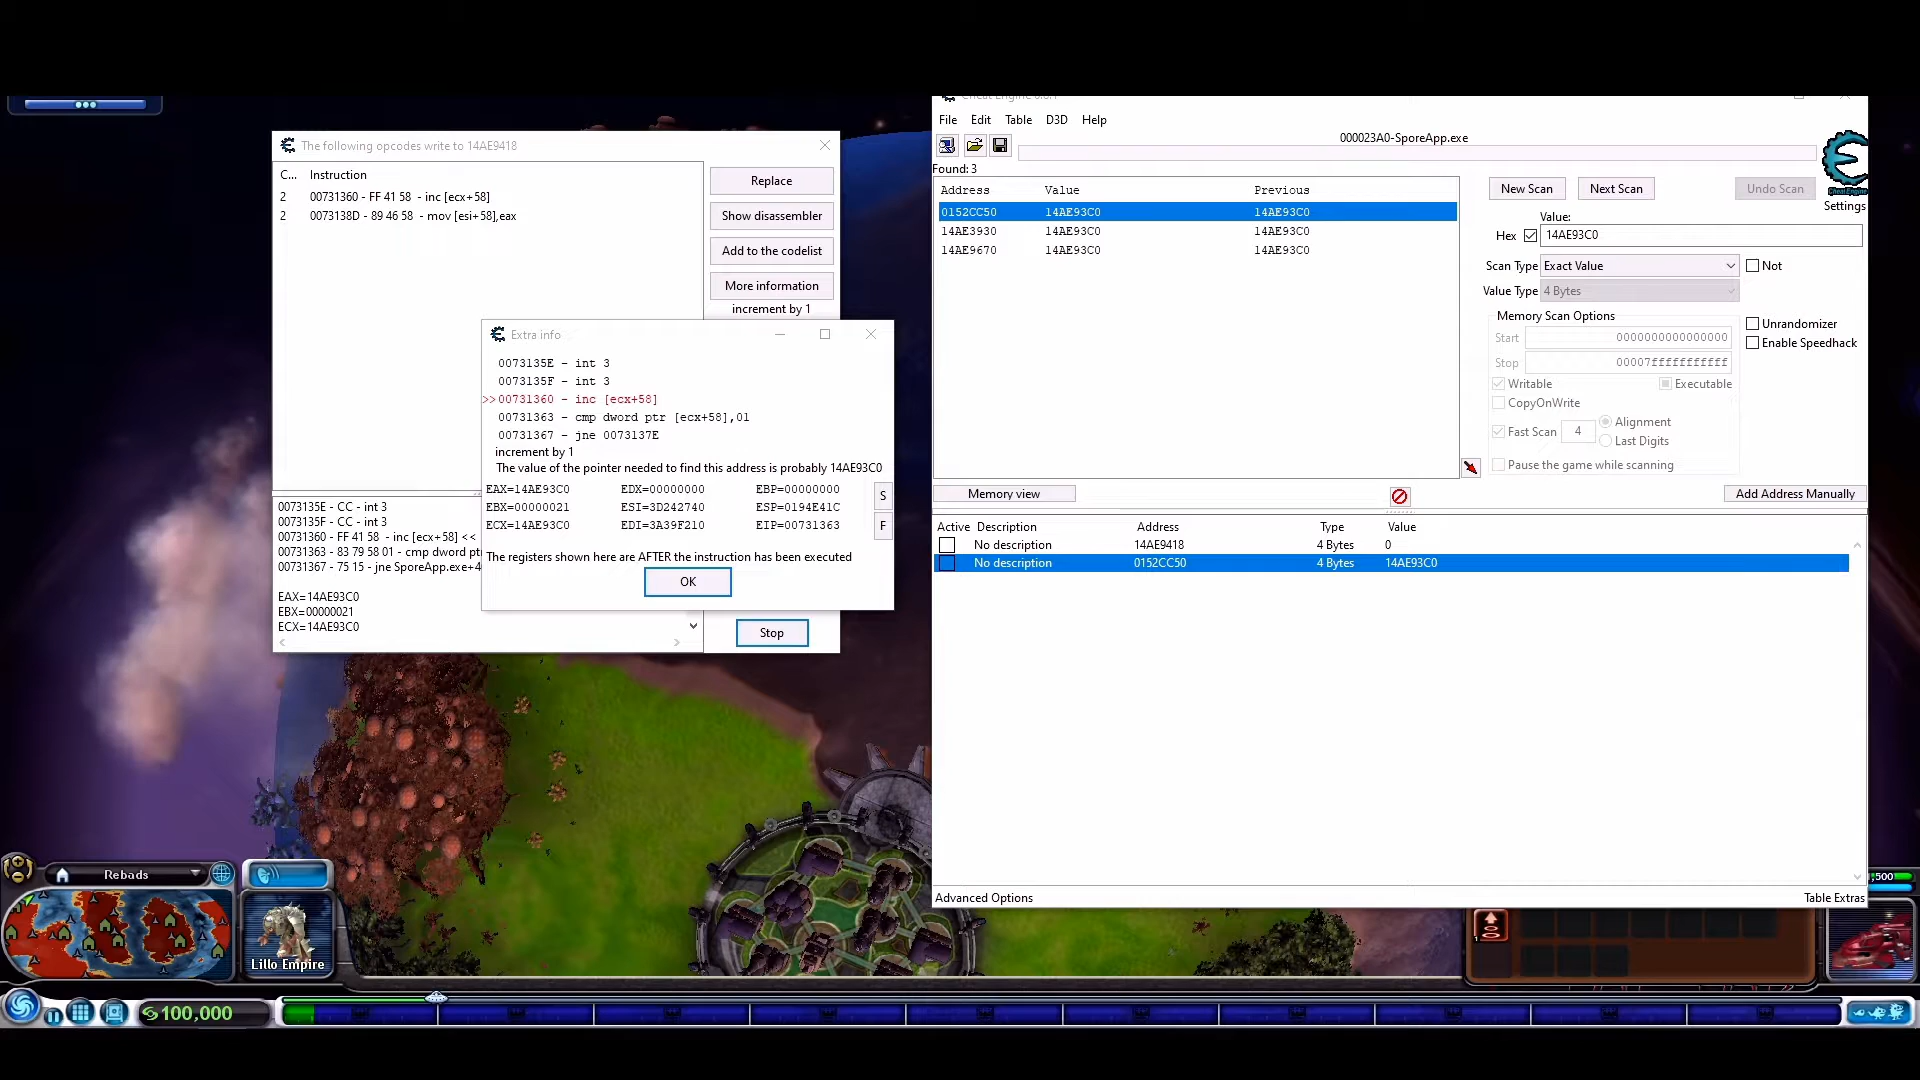 The following opcodes write to 14AE9418
C... Instruction
2 00731360 - FF 41 58 - inc [ecx+58]
2 0073138D - 89 46 58 - mov [esi+58],eax
Replace
Show disassembler
Add to the codelist
More information
increment by 1
0073135E - CC - int 3
0073135F - CC - int 3
00731360 - FF 41 58 - inc [ecx+58] <<
00731363 - 83 79 58 01 - cmp dword ptr
00731367 - 75 15 - jne SporeApp.exe+4
EAX=14AE93C0
EBX=00000021
ECX=14AE93C0
Stop
Extra info
0073135E - int 3
0073135F - int 3
>>00731360 - inc [ecx+58]
00731363 - cmp dword ptr [ecx+58],01
00731367 - jne 0073137E
increment by 1
The value of the pointer needed to find this address is probably 14AE93C0
EAX=14AE93C0 EDX=00000000 EBP=00000000
EBX=00000021 ESI=3D242740 ESP=0194E41C
ECX=14AE93C0 EDI=3A39F210 EIP=00731363
S
F
The registers shown here are AFTER the instruction has been executed
OK
File Edit Table D3D Help
000023A0-SporeApp.exe
Found: 3
Address Value Previous
0152CC50 14AE93C0 14AE93C0
14AE3930 14AE93C0 14AE93C0
14AE9670 14AE93C0 14AE93C0
New Scan Next Scan Undo Scan
Settings
Value:
Hex 14AE93C0
Scan Type Exact Value Not
Value Type 4 Bytes
Memory Scan Options
Start 0000000000000000
Stop 00007fffffffffff
Unrandomizer
Enable Speedhack
Writable Executable
CopyOnWrite
Fast Scan 4 Alignment
Last Digits
Pause the game while scanning
Memory view
Add Address Manually
Active Description Address Type Value
No description 14AE9418 4 Bytes 0
No description 0152CC50 4 Bytes 14AE93C0
Advanced Options
Table Extras
Rebads
Lillo Empire
100,000
,500
1